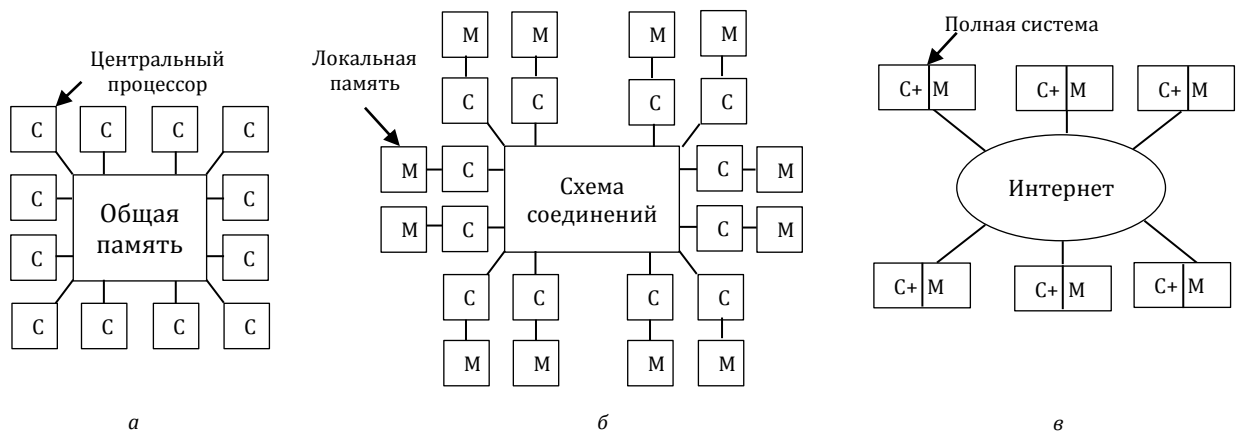 Центральный
процессор
С С С С
С С
Общая
память
С С
С С С С
а
Локальная
память
М М М М
С С С С
М С С М
Схема
соединений
М С С М
С С С С
М М М М
б
Полная система
С+ М С+ М С+ М
Интернет
С+ М С+ М С+ М
в